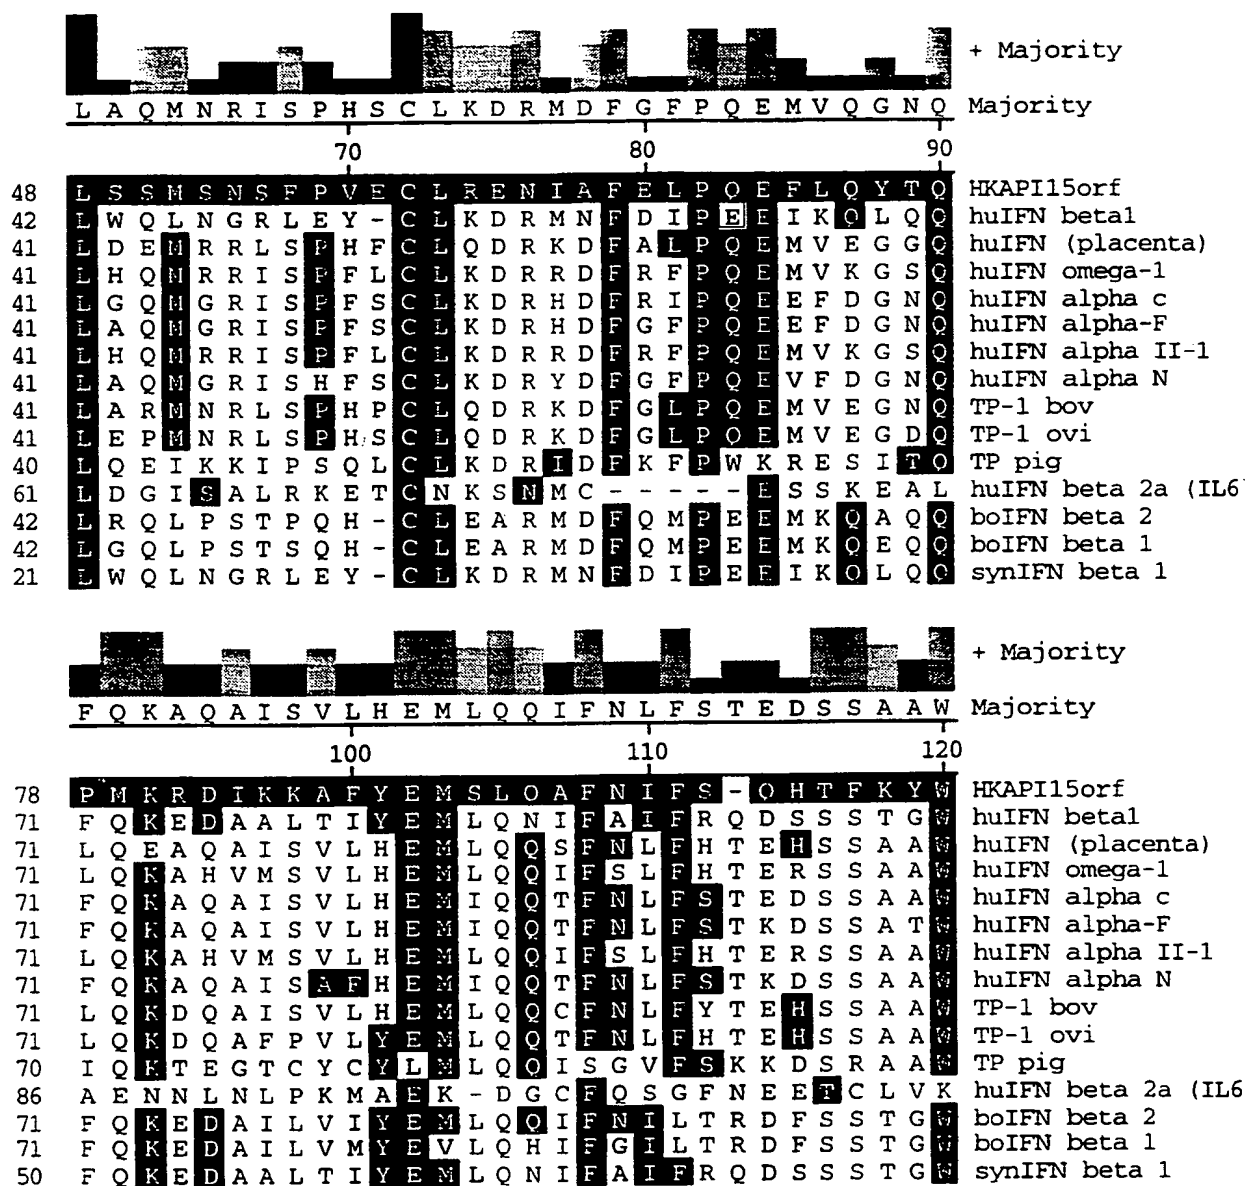 + Majority
L A Q M N R I S P H S C L K D R M D F G F P Q E M V Q G N Q Majority
70 80 90
48 L S S M S N S F P V E C L R E N I A F E L P Q E F L Q Y T Q HKAPI15orf
42 L W Q L N G R L E Y - C L K D R M N F D I P E E I K Q L Q Q huIFN beta1
41 L D E M R R L S P H F C L Q D R K D F A L P Q E M V E G G Q huIFN (placenta)
41 L H Q M R R I S P F L C L K D R R D F R F P Q E M V K G S Q huIFN omega-1
41 L G Q M G R I S P F S C L K D R H D F R I P Q E E F D G N Q huIFN alpha c
41 L A Q M G R I S P F S C L K D R H D F G F P Q E E F D G N Q huIFN alpha-F
41 L H Q M R R I S P F L C L K D R R D F R F P Q E M V K G S Q huIFN alpha II-1
41 L A Q M G R I S H F S C L K D R Y D F G F P Q E V F D G N Q huIFN alpha N
41 L A R M N R L S P H P C L Q D R K D F G L P Q E M V E G N Q TP-1 bov
41 L E P M N R L S P H S C L Q D R K D F G L P Q E M V E G D Q TP-1 ovi
40 L Q E I K K I P S Q L C L K D R I D F K F P W K R E S I T Q TP pig
61 L D G I S A L R K E T C N K S N M C - - - - - E S S K E A L huIFN beta 2a (IL6
42 L R Q L P S T P Q H - C L E A R M D F Q M P E E M K Q A Q Q boIFN beta 2
42 L G Q L P S T S Q H - C L E A R M D F Q M P E E M K Q E Q Q boIFN beta 1
21 L W Q L N G R L E Y - C L K D R M N F D I P E E I K Q L Q Q synIFN beta 1
+ Majority
F Q K A Q A I S V L H E M L Q Q I F N L F S T E D S S A A W Majority
100 110 120
78 P M K R D I K K A F Y E M S L Q A F N I F S - Q H T F K Y W HKAPI15orf
71 F Q K E D A A L T I Y E M L Q N I F A I F R Q D S S S T G W huIFN beta1
71 L Q E A Q A I S V L H E M L Q Q S F N L F H T E H S S A A W huIFN (placenta)
71 L Q K A H V M S V L H E M L Q Q I F S L F H T E R S S A A W huIFN omega-1
71 F Q K A Q A I S V L H E M I Q Q T F N L F S T E D S S A A W huIFN alpha c
71 F Q K A Q A I S V L H E M I Q Q T F N L F S T K D S S A T W huIFN alpha-F
71 L Q K A H V M S V L H E M L Q Q I F S L F H T E R S S A A W huIFN alpha II-1
71 F Q K A Q A I S A F H E M I Q Q T F N L F S T K D S S A A W huIFN alpha N
71 L Q K D Q A I S V L H E M L Q Q C F N L F Y T E H S S A A W TP-1 bov
71 L Q K D Q A F P V L Y E M L Q Q T F N L F H T E H S S A A W TP-1 ovi
70 I Q K T E G T C Y C Y L M L Q Q I S G V F S K K D S R A A W TP pig
86 A E N N L N L P K M A E K - D G C F Q S G F N E E T C L V K huIFN beta 2a (IL6
71 F Q K E D A I L V I Y E M L Q Q I F N I L T R D F S S T G W boIFN beta 2
71 F Q K E D A I L V M Y E V L Q H I F G I L T R D F S S T G W boIFN beta 1
50 F Q K E D A A L T I Y E M L Q N I F A I F R Q D S S S T G W synIFN beta 1